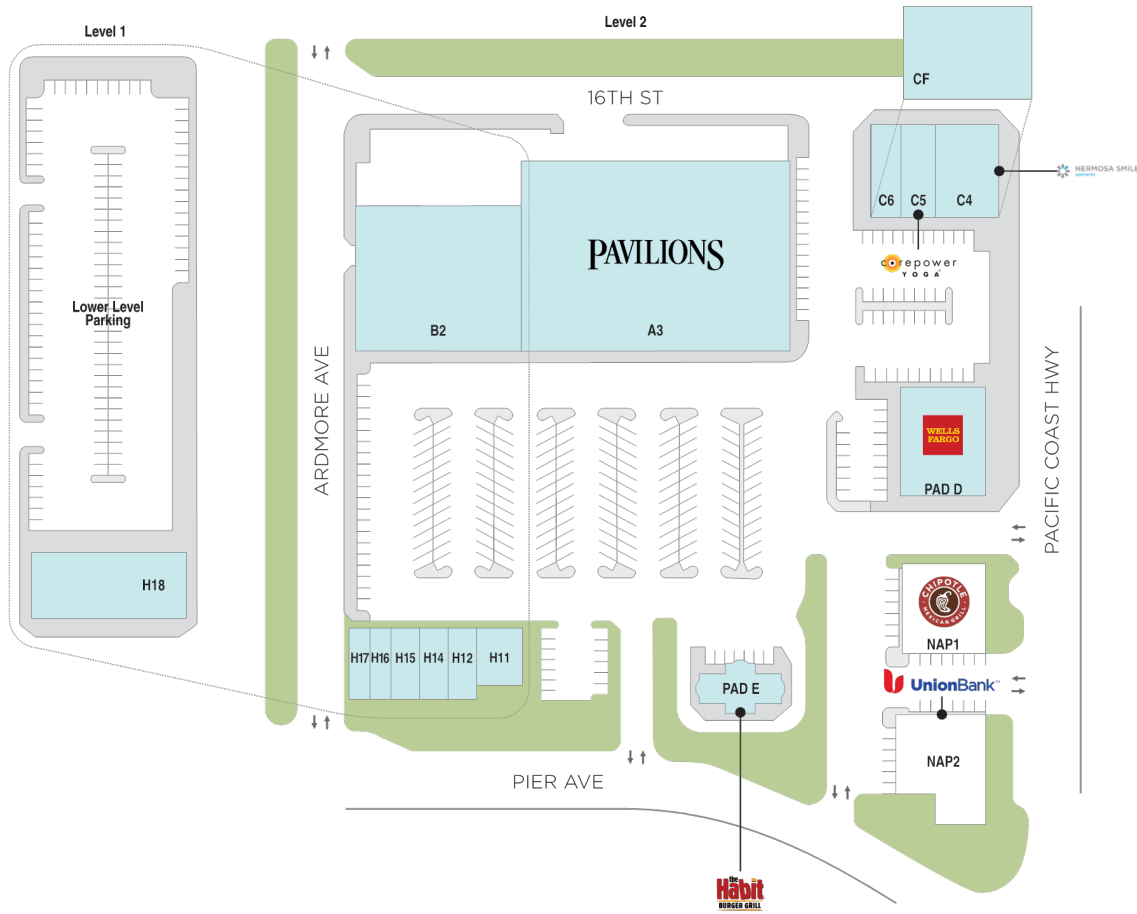 Level 1
Level 2
CF
16TH ST
HERMOSA SMILE
DENTISTRY
C6
C5
C4
PAVILIONS
corepower
YOGA
Lower Level
Parking
B2
A3
ARDMORE AVE
PACIFIC COAST HWY
WELLS
FARGO
PAD D
H18
CHIPOTLE
MEXICAN GRILL
NAP1
H17
H16
H15
H14
H12
H11
PAD E
UnionBank
NAP2
PIER AVE
the
Habit
BURGER GRILL